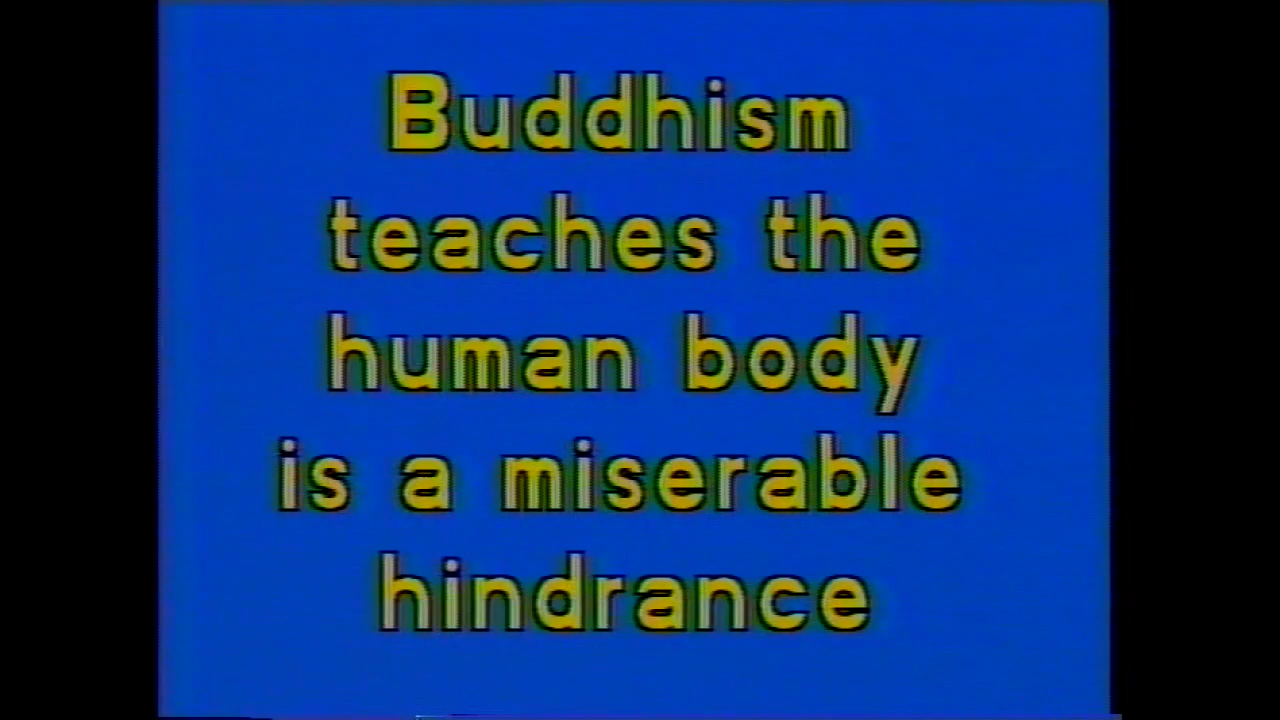 Buddhism
teaches the
human body
is a miserable
hindrance